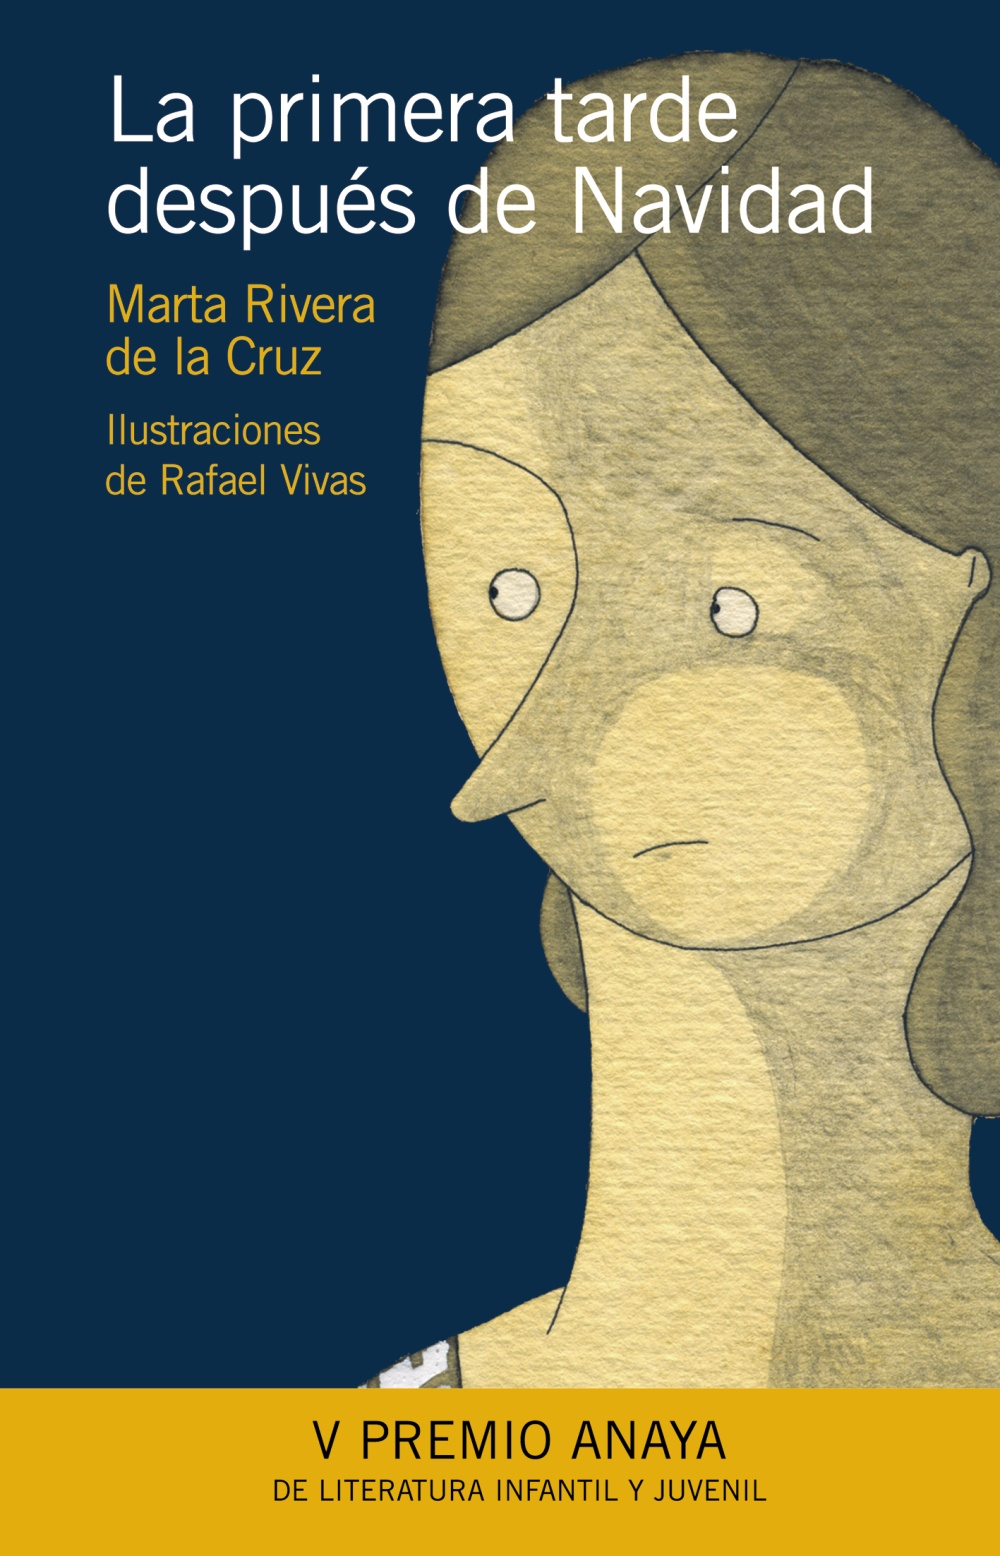 La primera tarde
después de Navidad
Marta Rivera
de la Cruz
Ilustraciones
de Rafael Vivas
V PREMIO ANAYA
DE LITERATURA INFANTIL Y JUVENIL